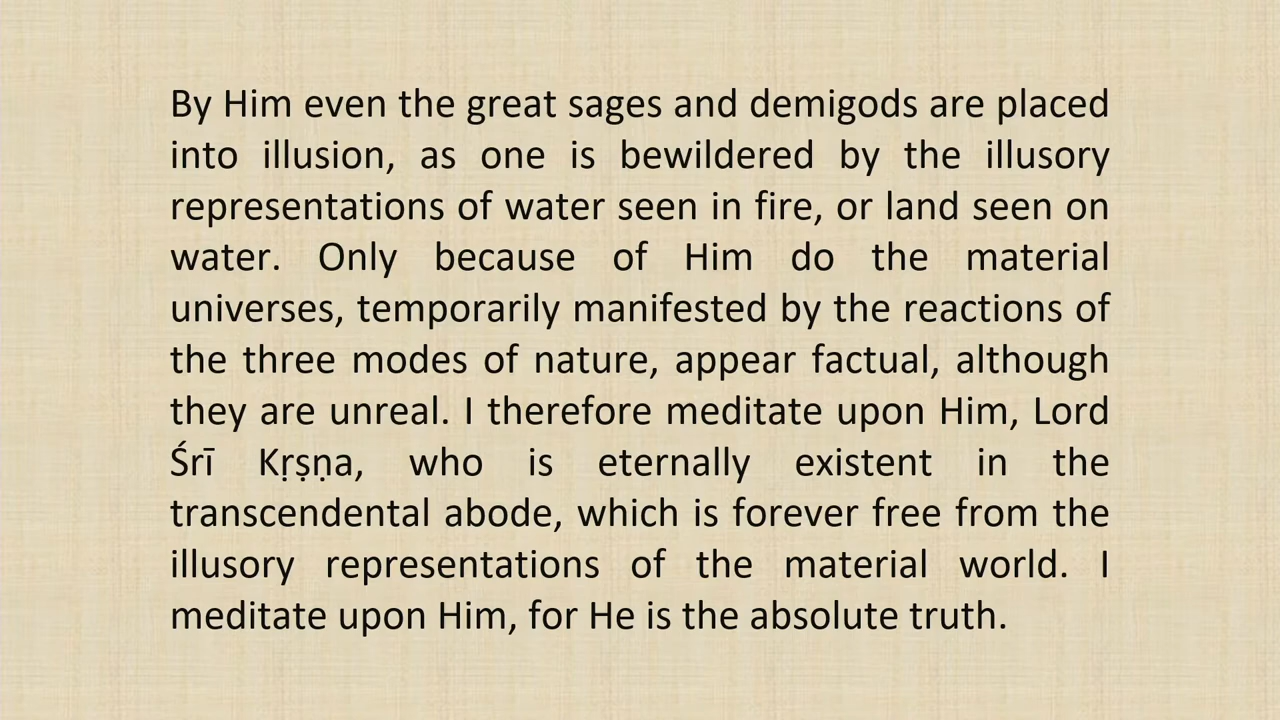 By Him even the great sages and demigods are placed
into illusion, as one is bewildered by the illusory
representations of water seen in fire, or land seen on
water. Only because of Him do the material
universes, temporarily manifested by the reactions of
the three modes of nature, appear factual, although
they are unreal. I therefore meditate upon Him, Lord
Śrī Kṛṣṇa, who is eternally existent in the
transcendental abode, which is forever free from the
illusory representations of the material world. I
meditate upon Him, for He is the absolute truth.